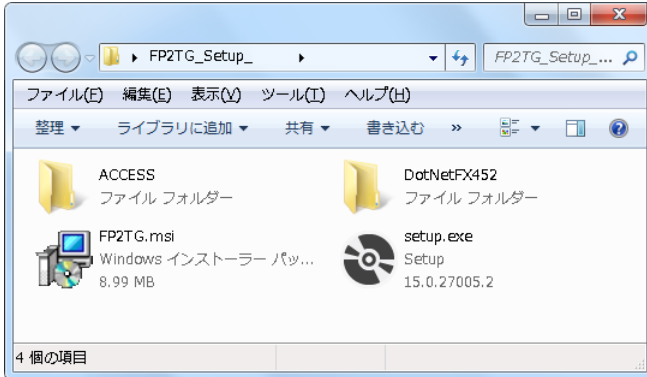 FP2TG_Setup_
FP2TG_Setup_...
ファイル(F) 編集(E) 表示(V) ツール(T) ヘルプ(H)
整理 ライブラリに追加 共有 書き込む »
ACCESS
ファイル フォルダー
DotNetFX452
ファイル フォルダー
FP2TG.msi
Windows インストーラー パッ...
8.99 MB
setup.exe
Setup
15.0.27005.2
4 個の項目